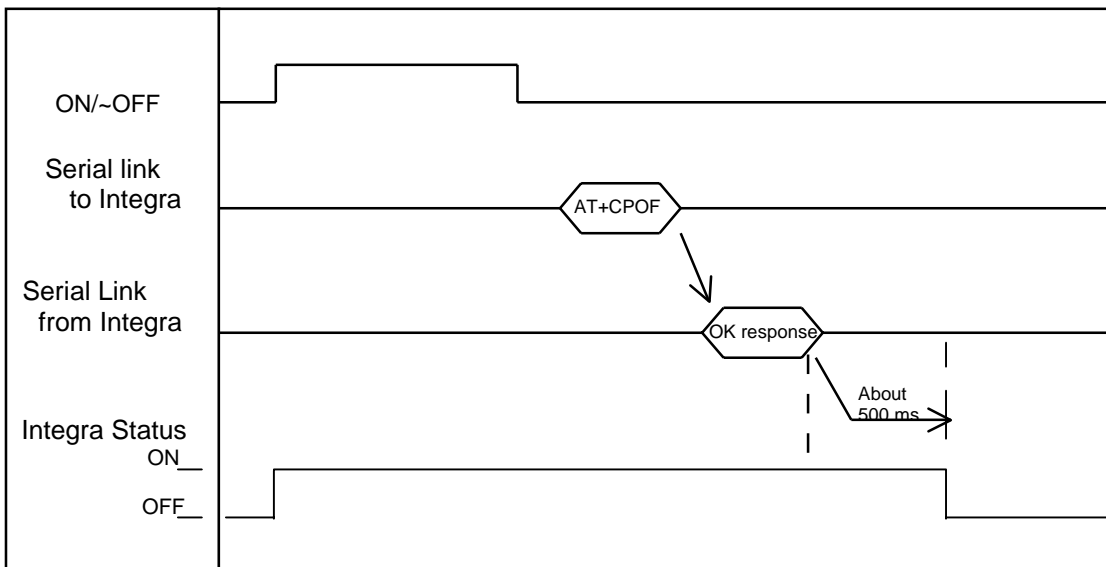 ON/~OFF
Serial link
to Integra
AT+CPOF
Serial Link
from Integra
OK response
About
500 ms
Integra Status
ON
OFF